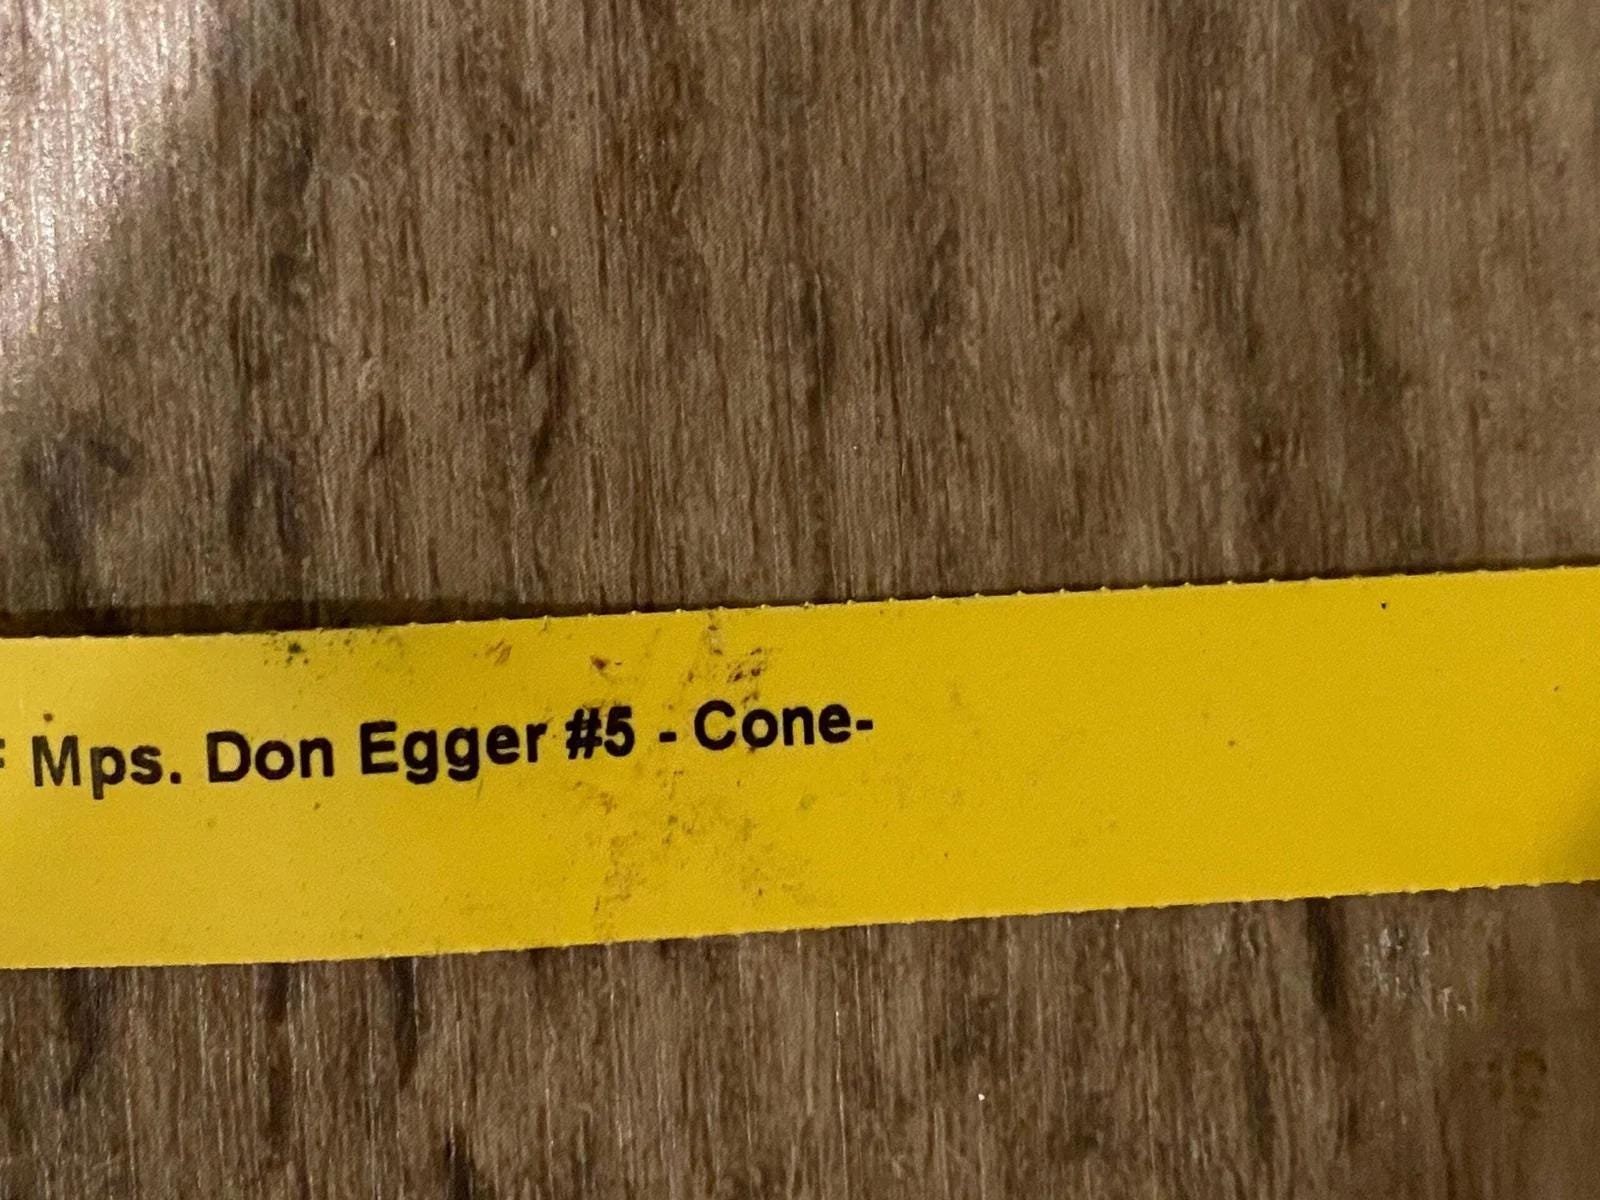 Mps. Don Egger #5 - Cone-